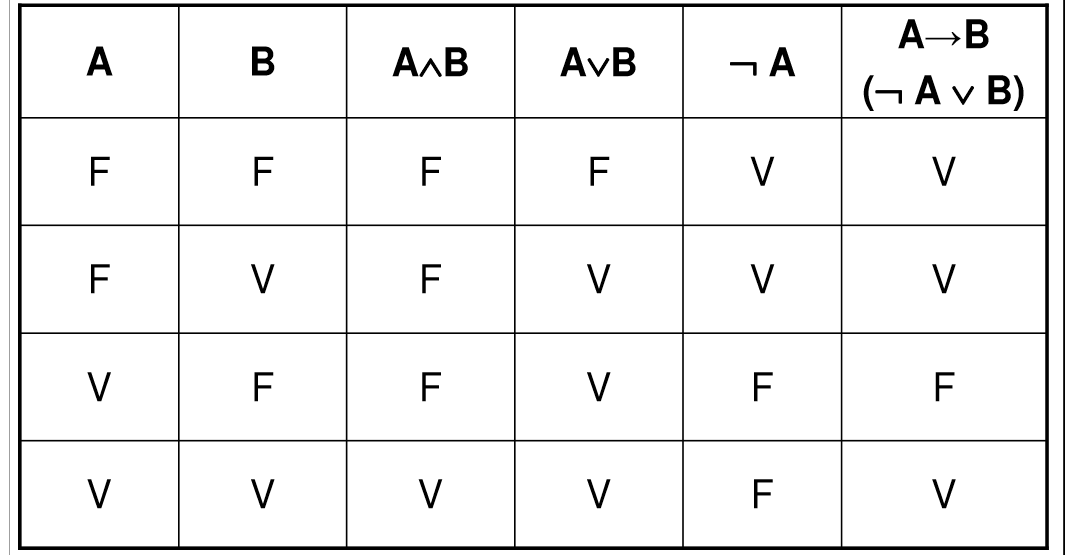 A B A∧B A∨B ¬ A A→B
(¬ A ∨ B)
F F F F V V
F V F V V V
V F F V F F
V V V V F V